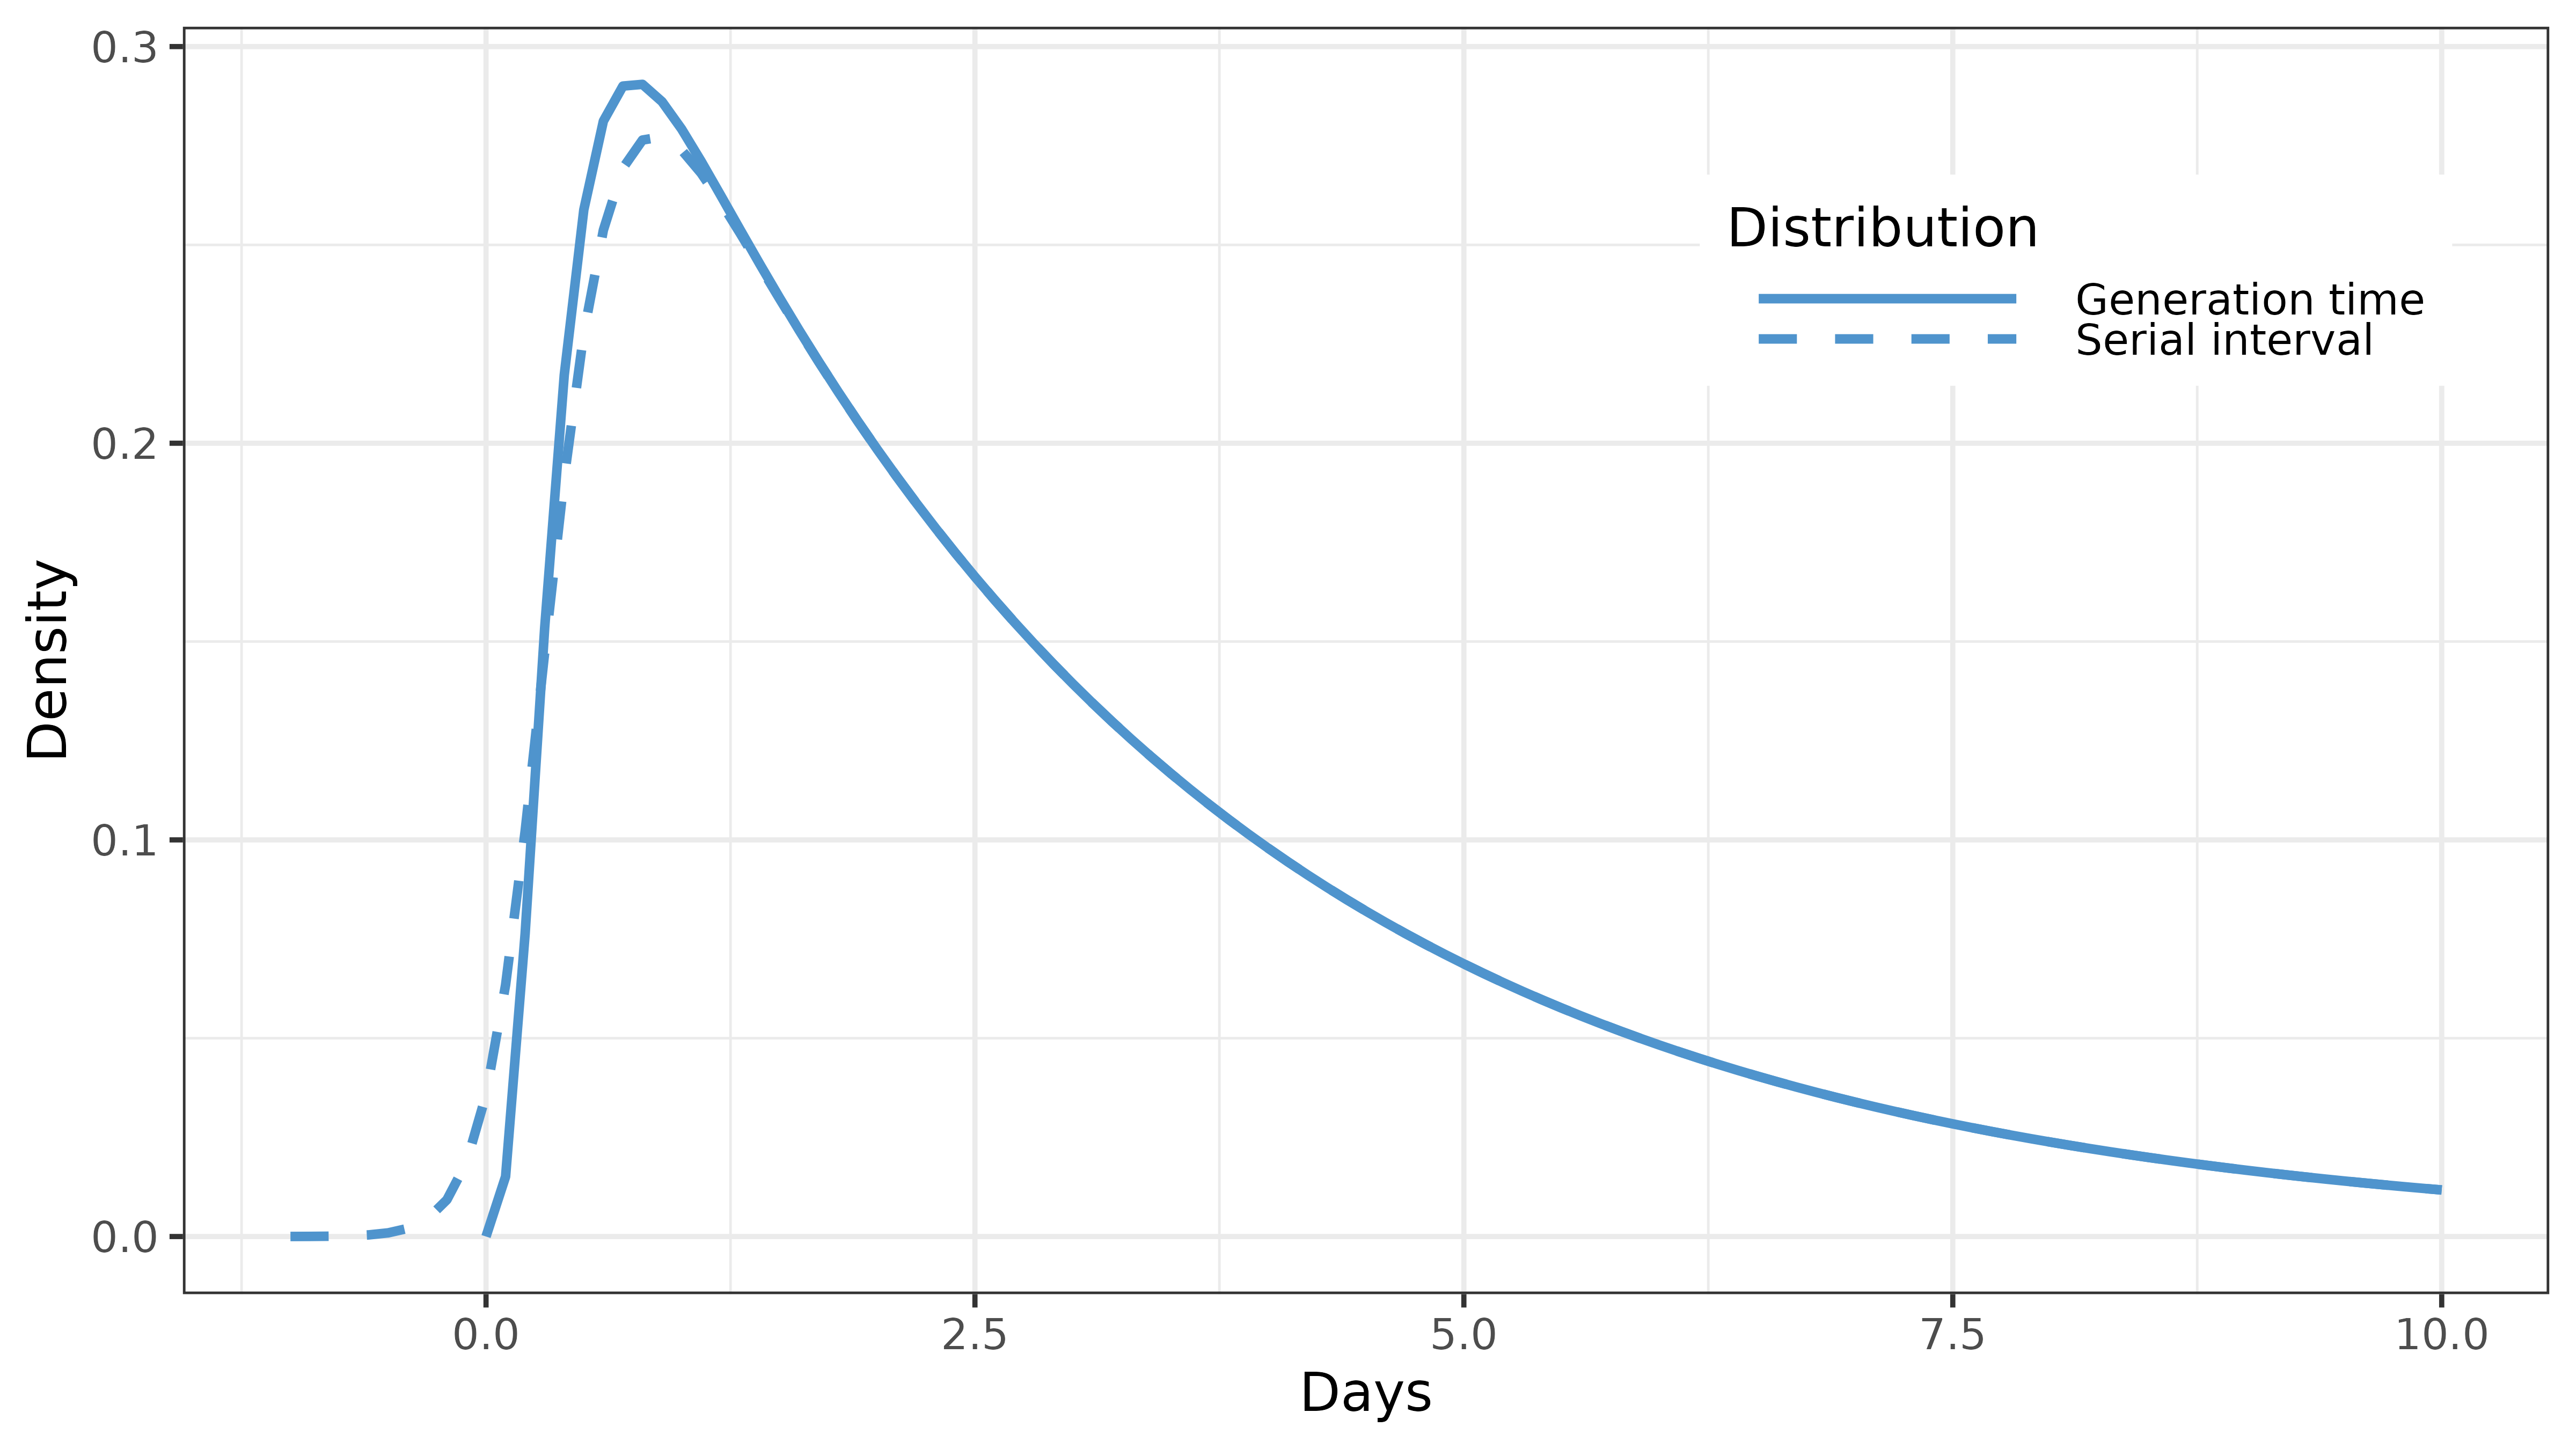 0.3
0.2
0.1
0.0
Density
Distribution
Generation time
Serial interval
0.0 2.5 5.0 7.5 10.0
Days